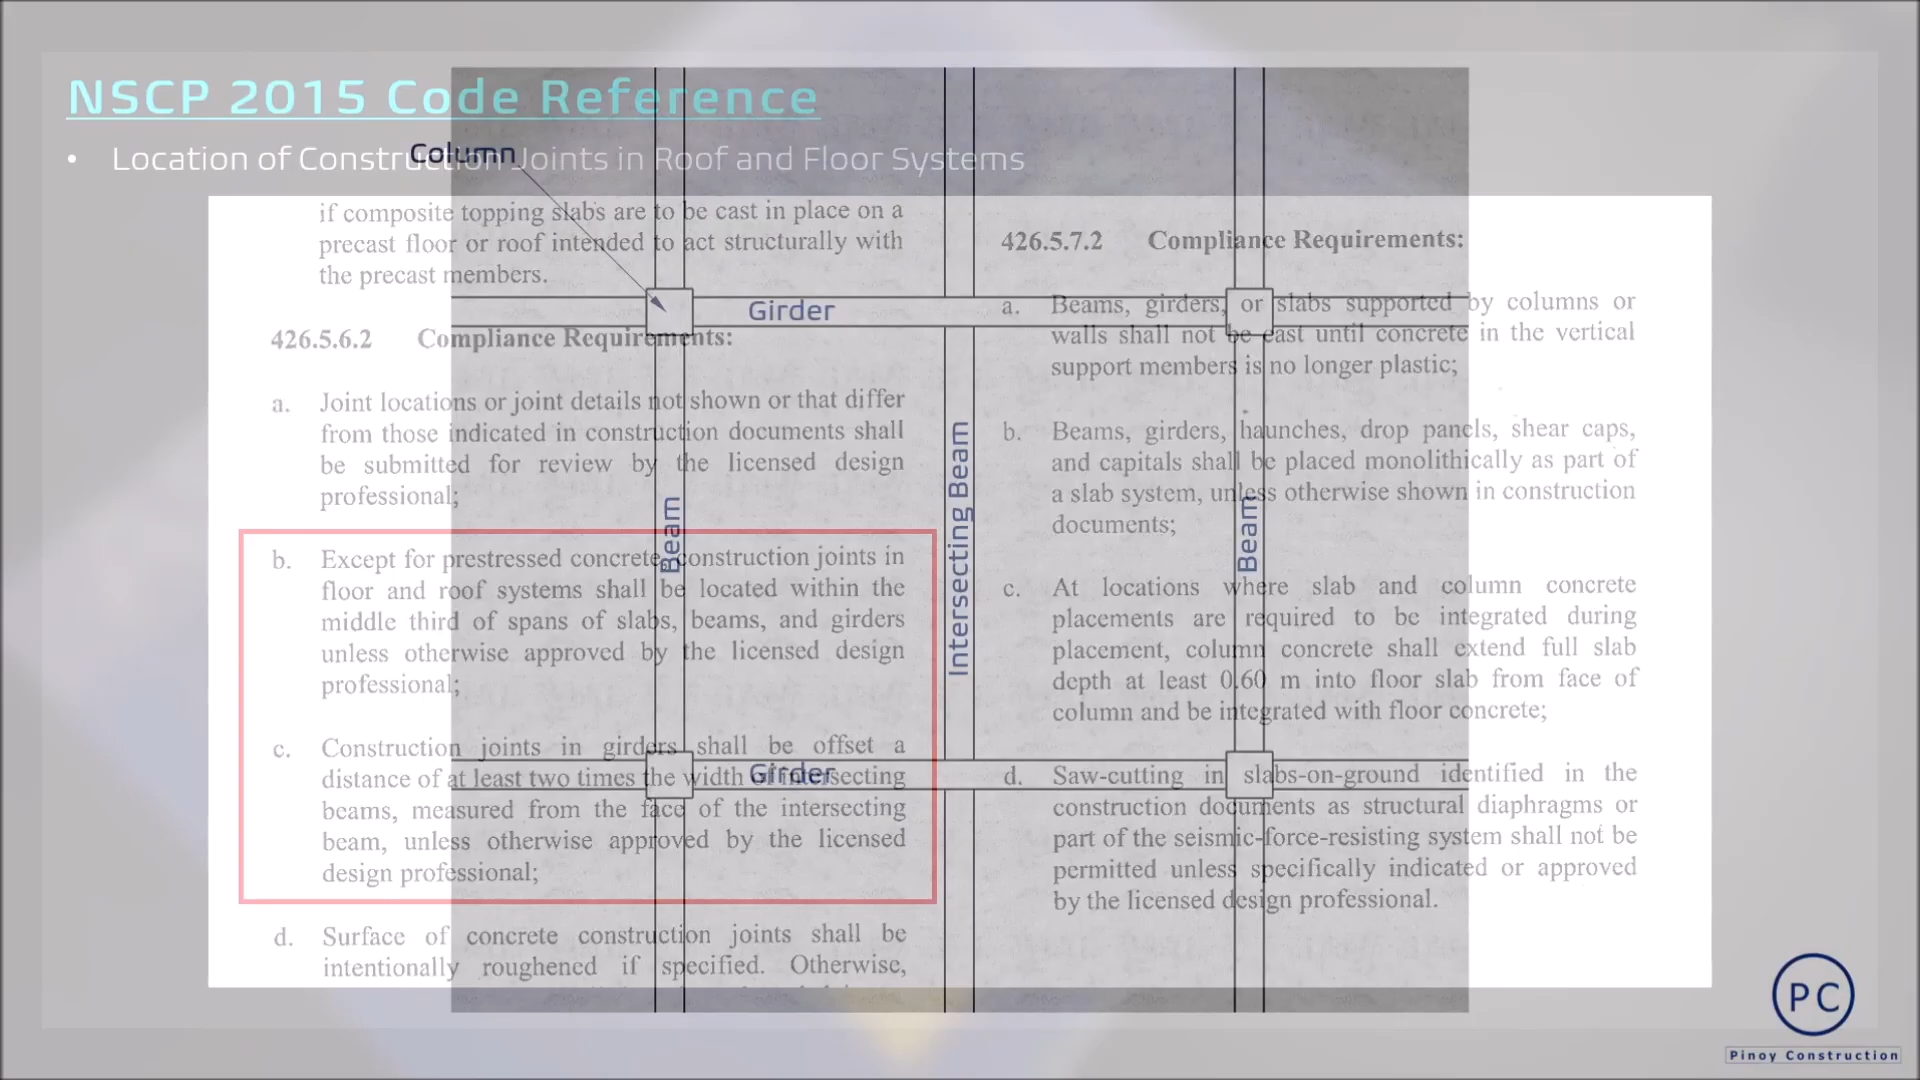 NSCP 2015 Code Reference
• Location of Construction Joints in Roof and Floor Systems
Column
if composite topping slabs are to be cast in place on a
precast floor or roof intended to act structurally with
the precast members.
426.5.6.2 Compliance Requirements:
a. Joint locations or joint details not shown or that differ
from those indicated in construction documents shall
be submitted for review by the licensed design
professional;
b. Except for prestressed concrete, construction joints in
floor and roof systems shall be located within the
middle third of spans of slabs, beams, and girders
unless otherwise approved by the licensed design
professional;
c. Construction joints in girders shall be offset a
distance of at least two times the width of intersecting
beams, measured from the face of the intersecting
beam, unless otherwise approved by the licensed
design professional;
d. Surface of concrete construction joints shall be
intentionally roughened if specified. Otherwise,
Girder
Beam
Intersecting Beam
Beam
Girder
426.5.7.2 Compliance Requirements:
a. Beams, girders, or slabs supported by columns or
walls shall not be cast until concrete in the vertical
support members is no longer plastic;
b. Beams, girders, haunches, drop panels, shear caps,
and capitals shall be placed monolithically as part of
a slab system, unless otherwise shown in construction
documents;
c. At locations where slab and column concrete
placements are required to be integrated during
placement, column concrete shall extend full slab
depth at least 0.60 m into floor slab from face of
column and be integrated with floor concrete;
d. Saw-cutting in slabs-on-ground identified in the
construction documents as structural diaphragms or
part of the seismic-force-resisting system shall not be
permitted unless specifically indicated or approved
by the licensed design professional.
PC
Pinoy Construction